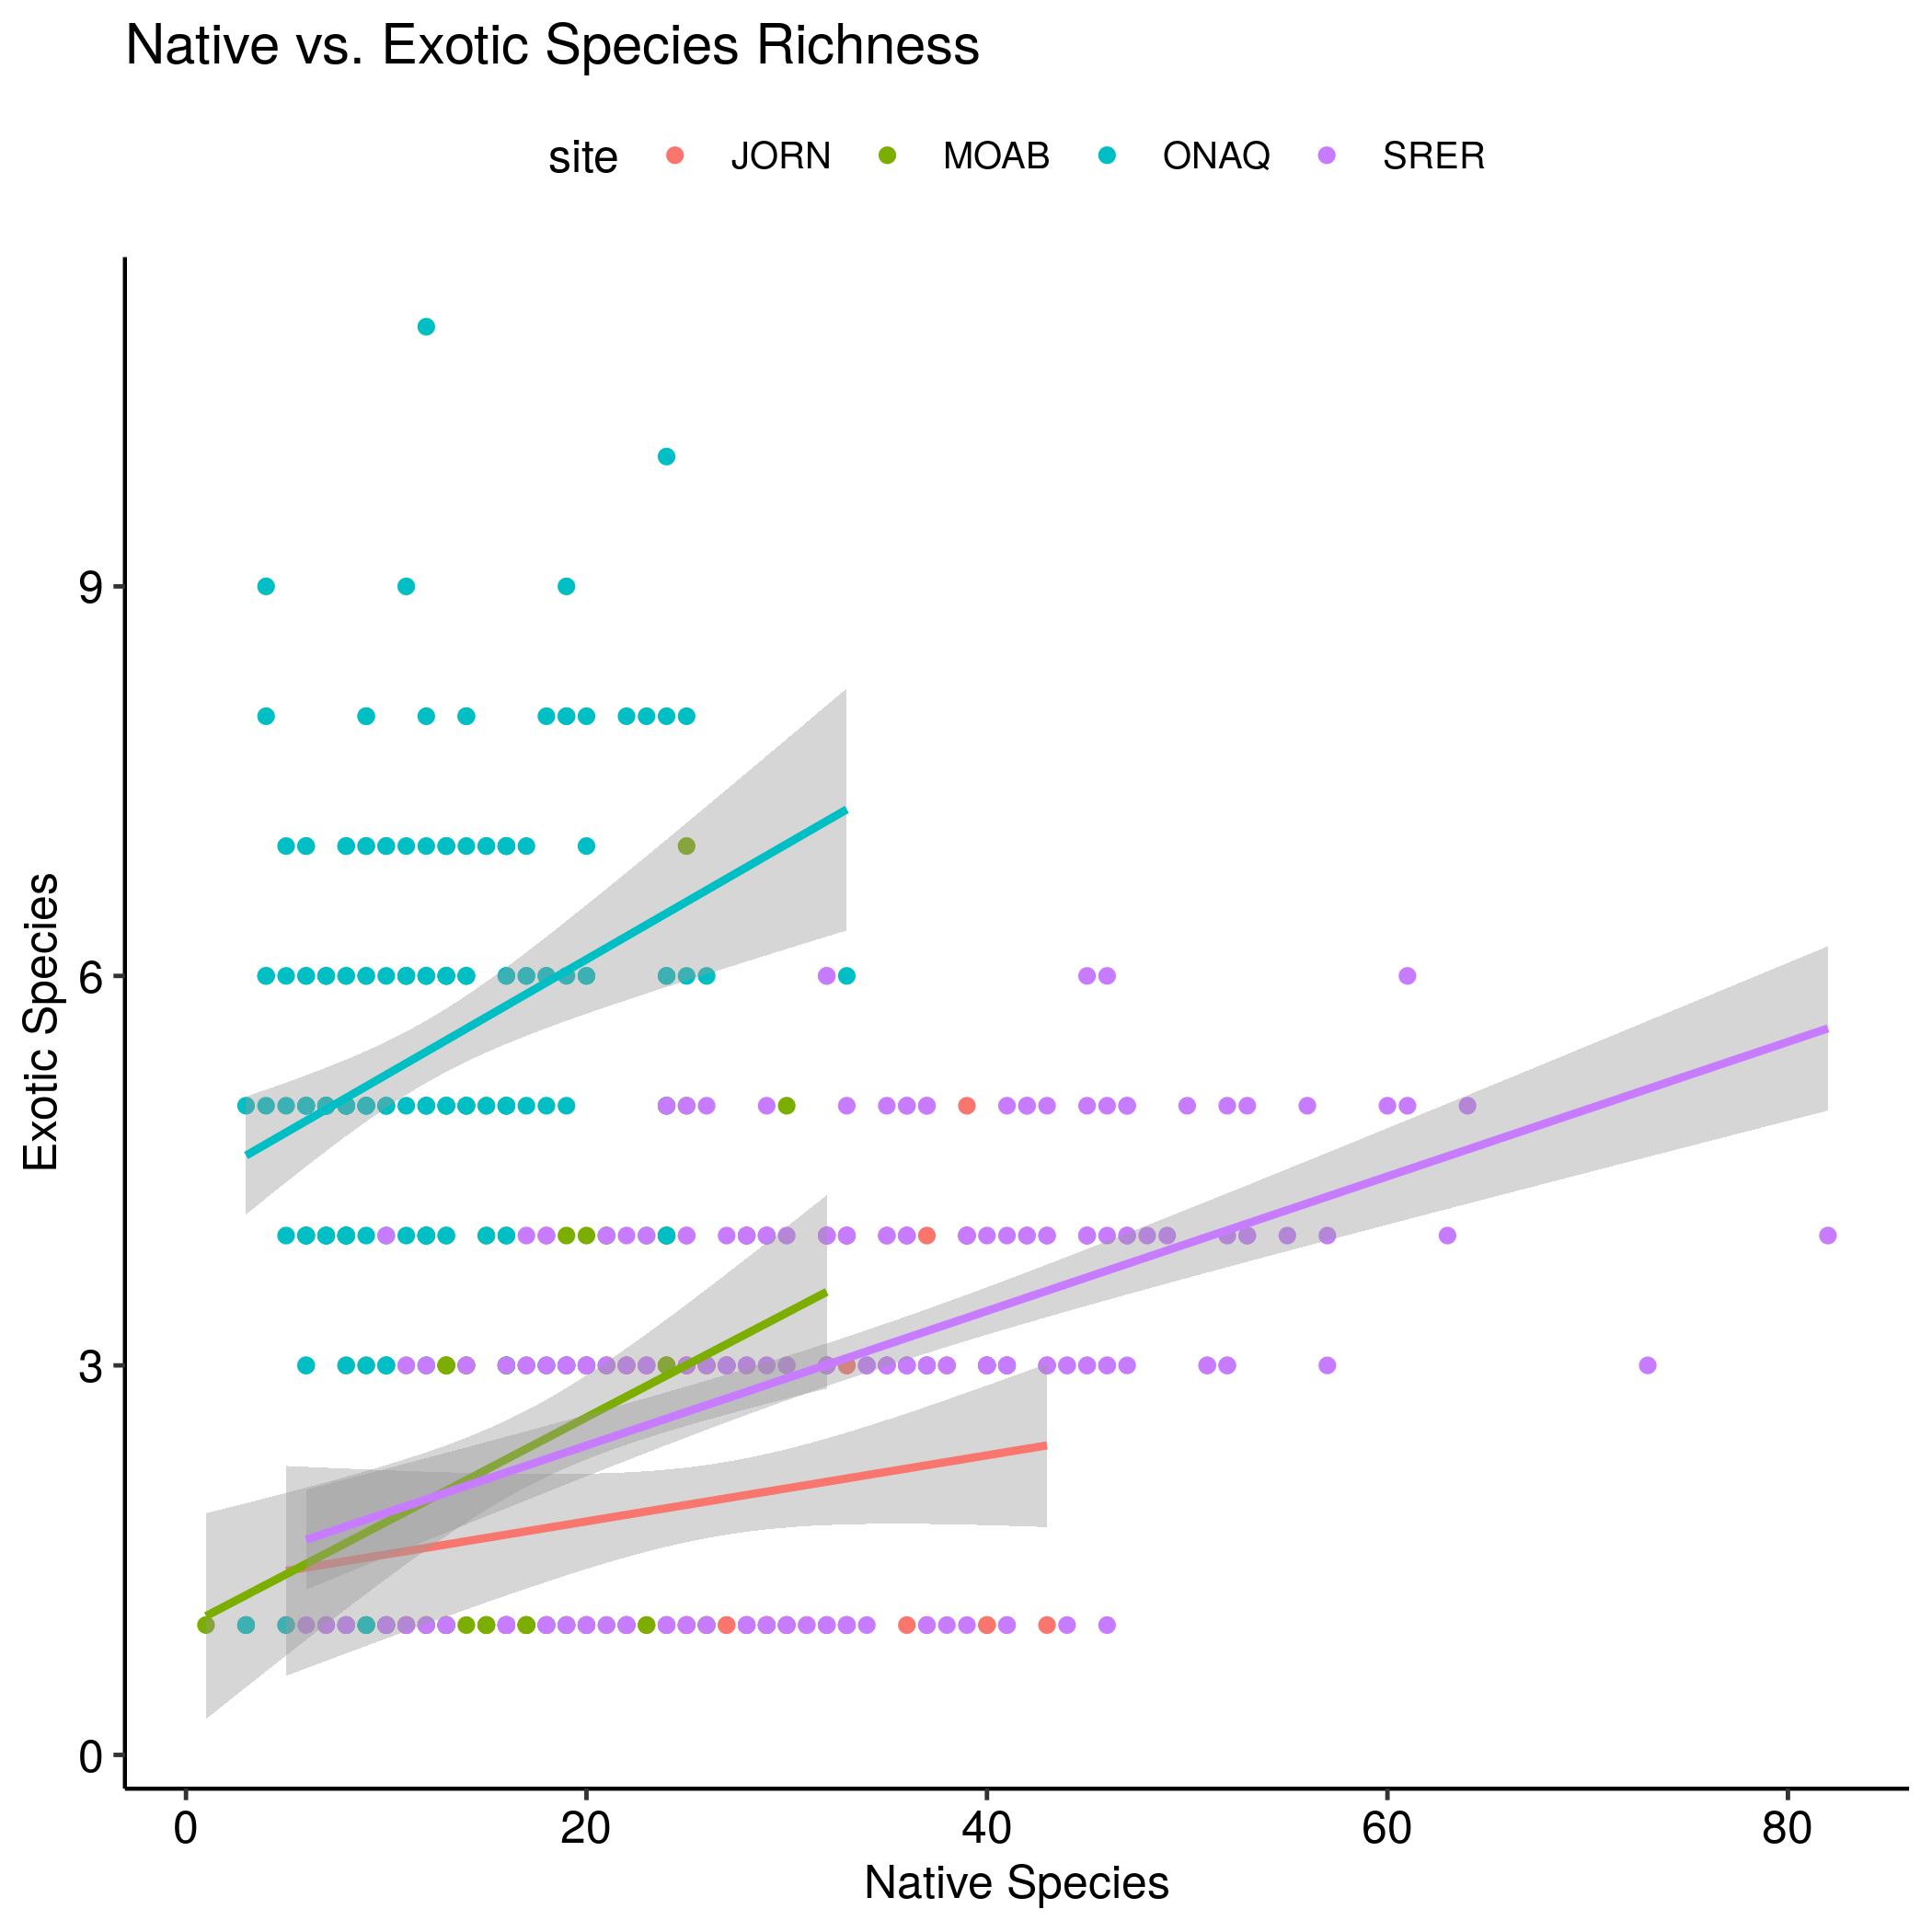 Native vs. Exotic Species Richness
site JORN MOAB ONAQ SRER
Exotic Species
9
6
3
0
0 20 40 60 80
Native Species